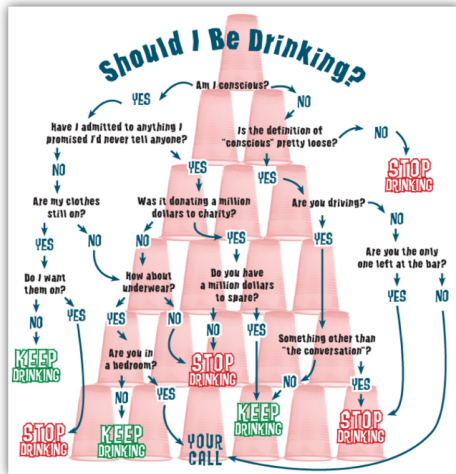 Should I Be Drinking?
Am I conscious?
YES
NO
Have I admitted to anything I
promised I'd never tell anyone?
Is the definition of
"conscious" pretty loose?
NO
STOP
DRINKING
NO
YES
YES
Are my clothes
still on?
Was it donating a million
dollars to charity?
Are you driving?
NO
YES
NO
NO
YES
YES
Are you the only
one left at the bar?
Do I want
them on?
How about
underwear?
Do you have
a million dollars
to spare?
YES
NO
NO
YES
YES
NO
NO
YES
Something other than
"the conversation"?
KEEP
DRINKING
Are you in
a bedroom?
STOP
DRINKING
NO
YES
NO
YES
KEEP
DRINKING
STOP
DRINKING
STOP
DRINKING
KEEP
DRINKING
YOUR
CALL